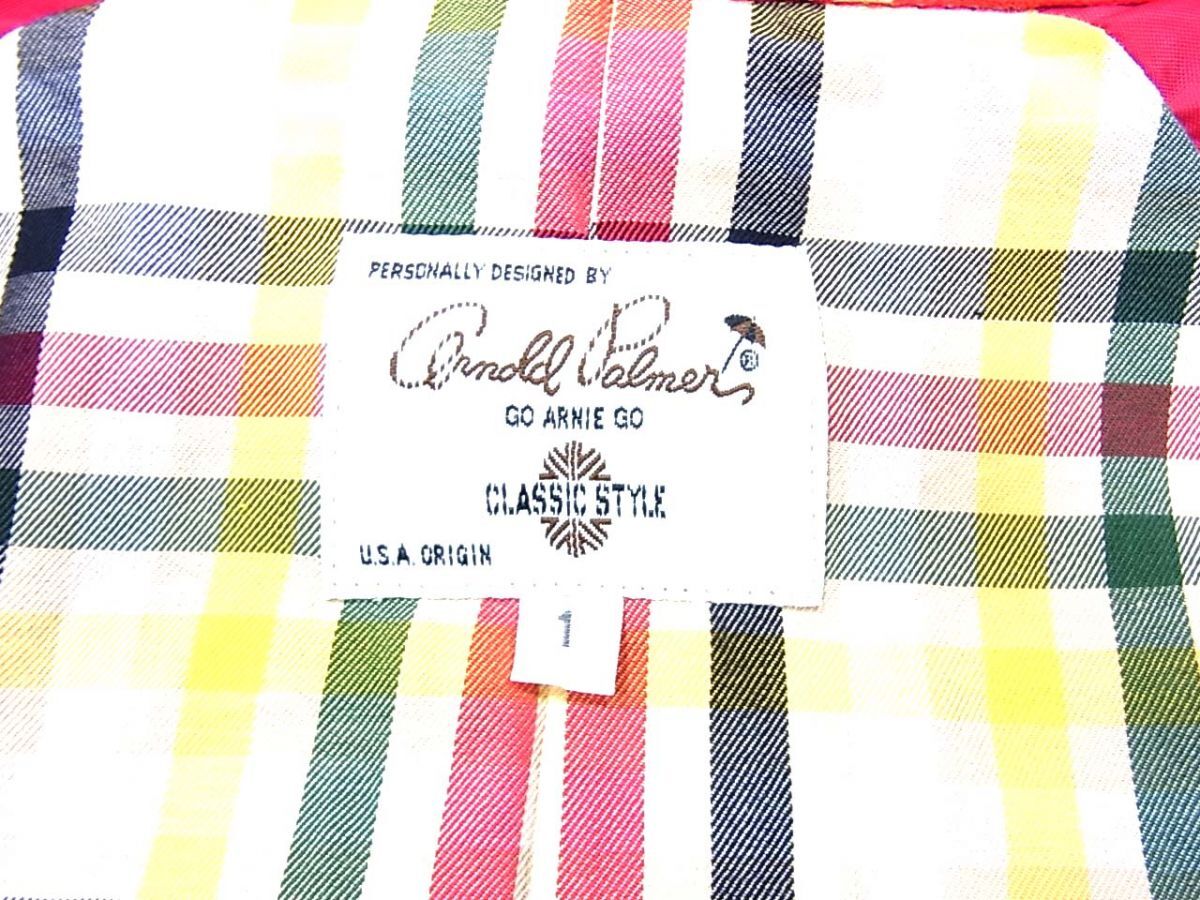 PERSONALLY DESIGNED BY
Arnold Palmer ®
GO ARNIE GO
CLASSIC STYLE
U.S.A. ORIGIN
1